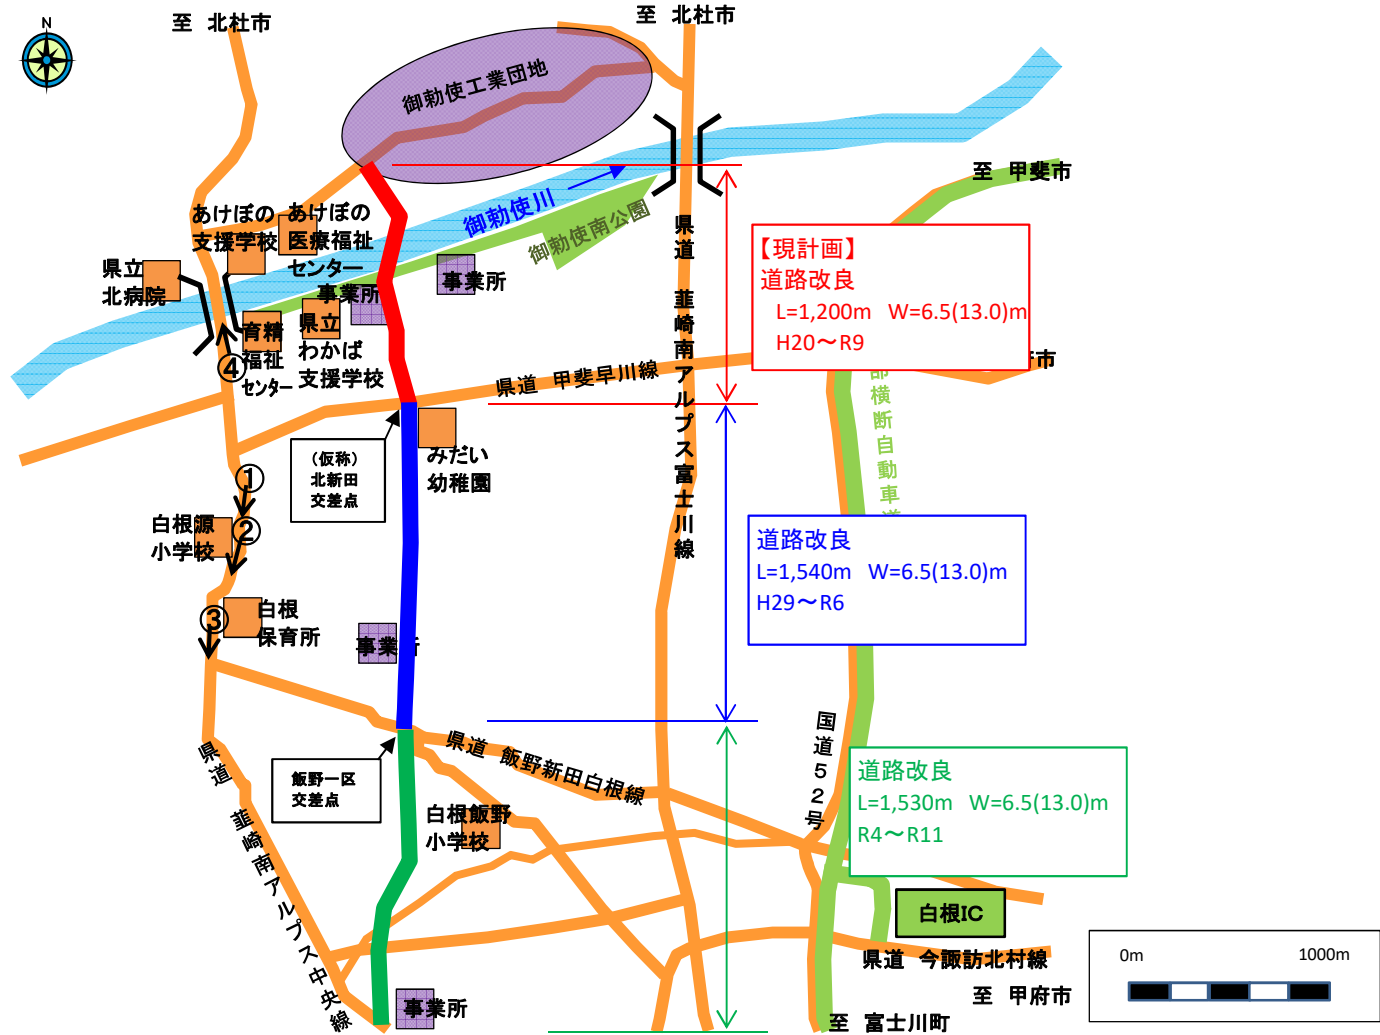 N
至 北杜市
至 北杜市
御勅使工業団地
至 甲斐市
御勅使川
御勅使南公園
あけぼの
支援学校
あけぼの
医療福祉
センター
県立
北病院
事業所
事業所
育精
福祉
センター
県立
わかば
支援学校
④
県道 韮崎南アルプス富士川線
【現計画】
道路改良
L=1,200m W=6.5(13.0)m
H20～R9
市
県道 甲斐早川線
部横断自動車道
(仮称)
北新田
交差点
みだい
幼稚園
①
②
白根源
小学校
③
白根
保育所
事業所
道路改良
L=1,540m W=6.5(13.0)m
H29～R6
県道 飯野新田白根線
国道52号
飯野一区
交差点
道路改良
L=1,530m W=6.5(13.0)m
R4～R11
白根飯野
小学校
県道 韮崎南アルプス中央線
白根IC
県道 今諏訪北村線
0m 1000m
至 甲府市
事業所
至 富士川町